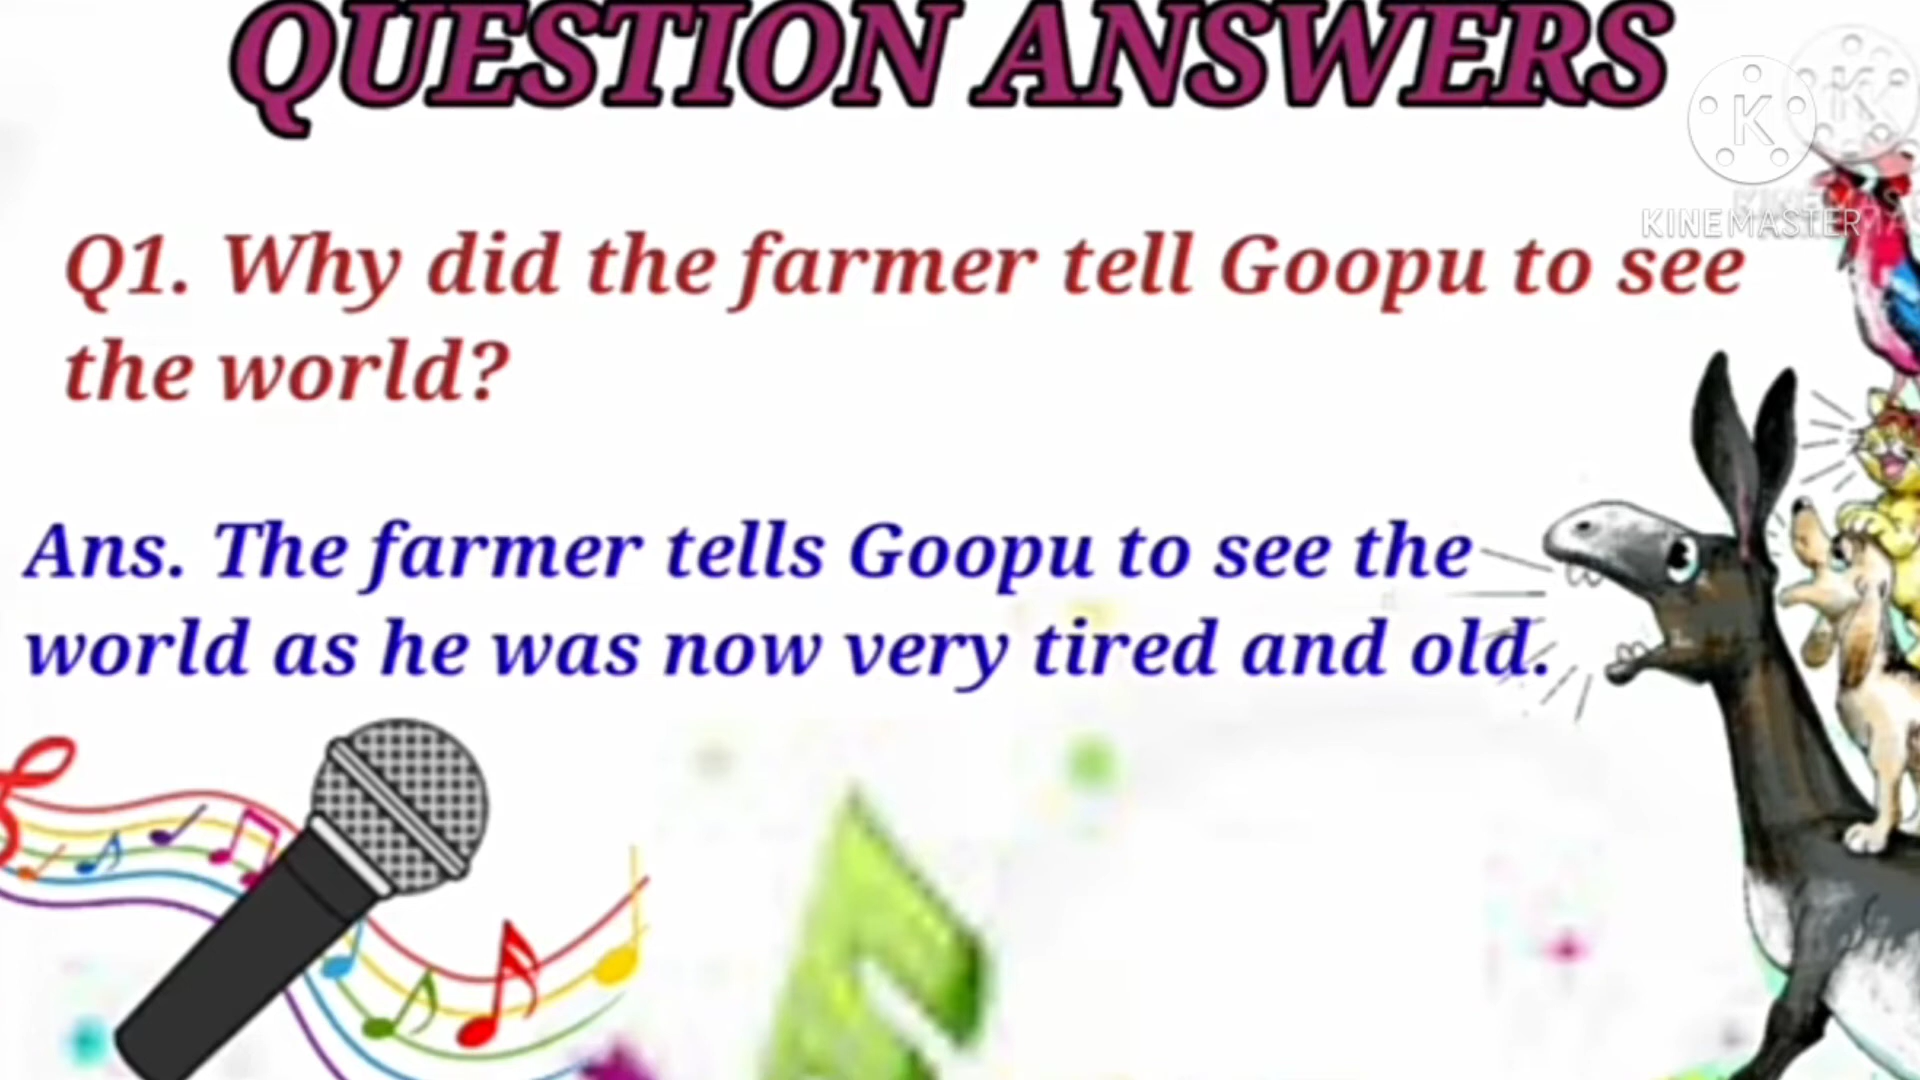 QUESTION ANSWERS
K
K
KINEMASTER
Q1. Why did the farmer tell Goopu to see
the world?
Ans. The farmer tells Goopu to see the
world as he was now very tired and old.